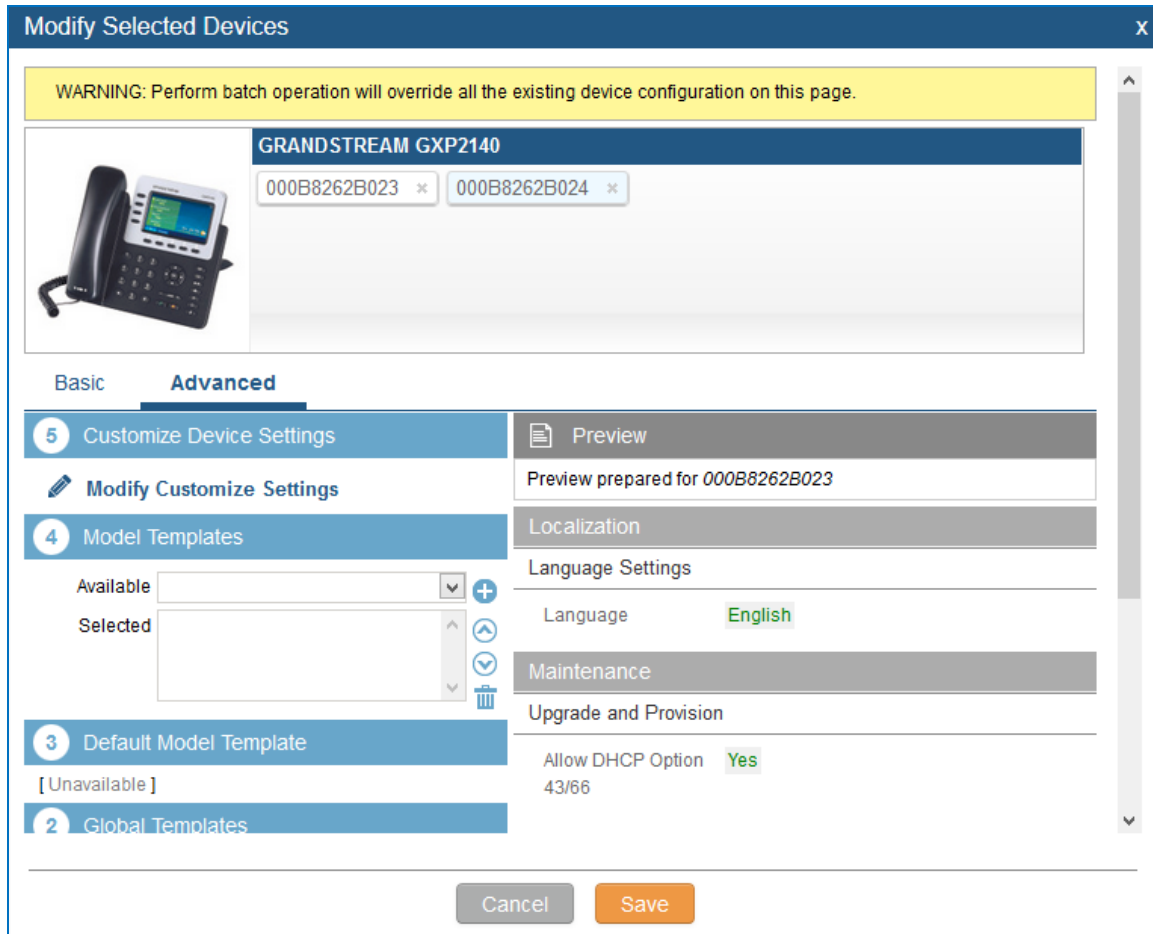 Modify Selected Devices
x
WARNING: Perform batch operation will override all the existing device configuration on this page.
GRANDSTREAM GXP2140
000B8262B023 ×
000B8262B024 ×
Basic
Advanced
5 Customize Device Settings
Modify Customize Settings
4 Model Templates
Available
Selected
3 Default Model Template
[ Unavailable ]
2 Global Templates
Preview
Preview prepared for 000B8262B023
Localization
Language Settings
Language English
Maintenance
Upgrade and Provision
Allow DHCP Option Yes
43/66
Cancel
Save